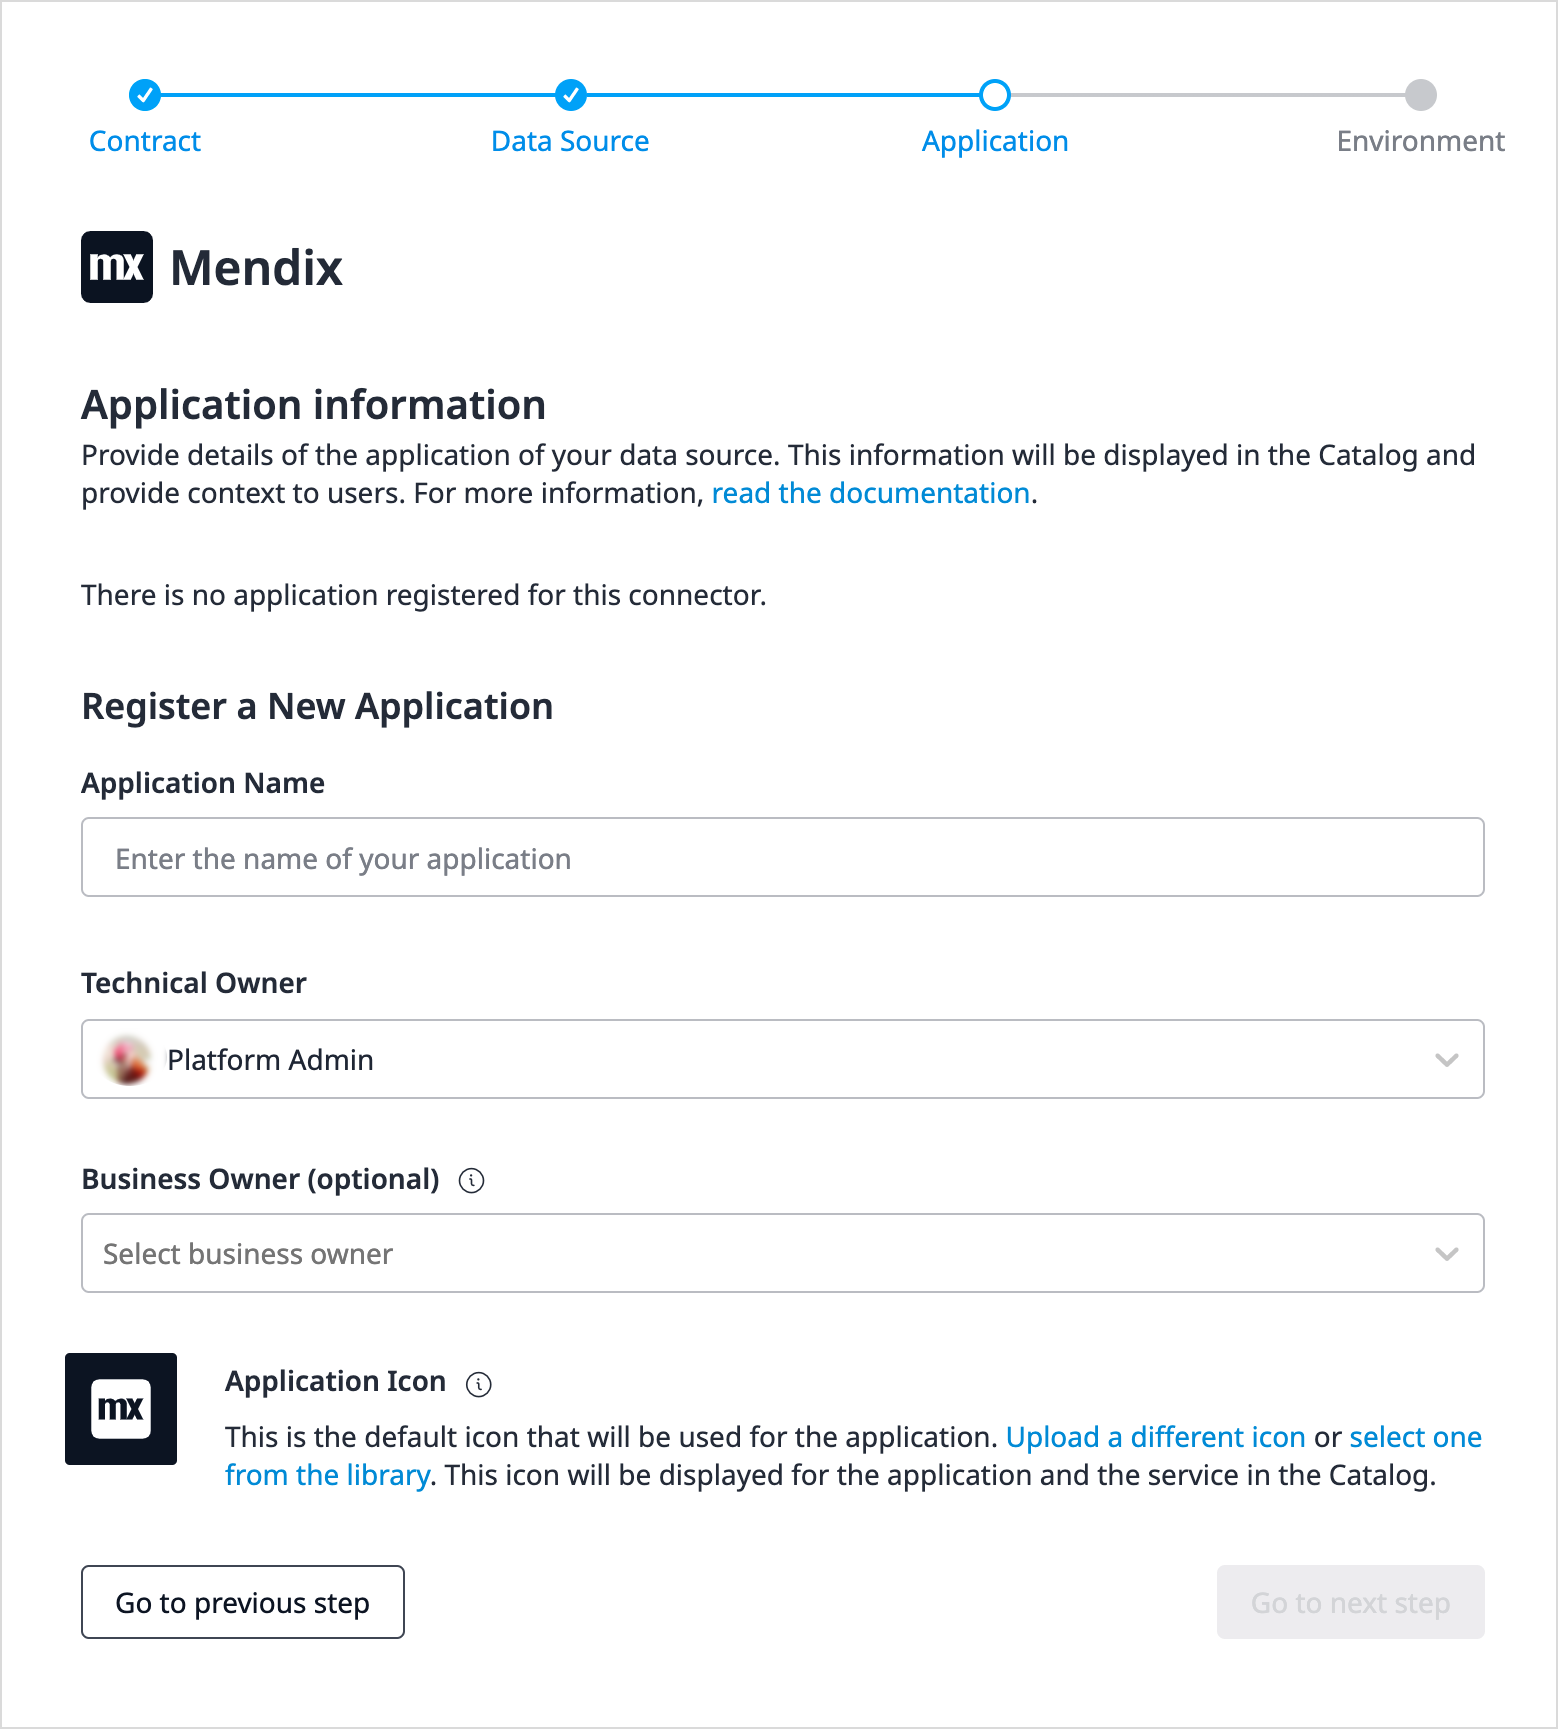 Contract
Data Source
Application
Environment
mx Mendix
Application information
Provide details of the application of your data source. This information will be displayed in the Catalog and
provide context to users. For more information, read the documentation.
There is no application registered for this connector.
Register a New Application
Application Name
Enter the name of your application
Technical Owner
Platform Admin
Business Owner (optional)
Select business owner
mx
Application Icon
This is the default icon that will be used for the application. Upload a different icon or select one
from the library. This icon will be displayed for the application and the service in the Catalog.
Go to previous step
Go to next step